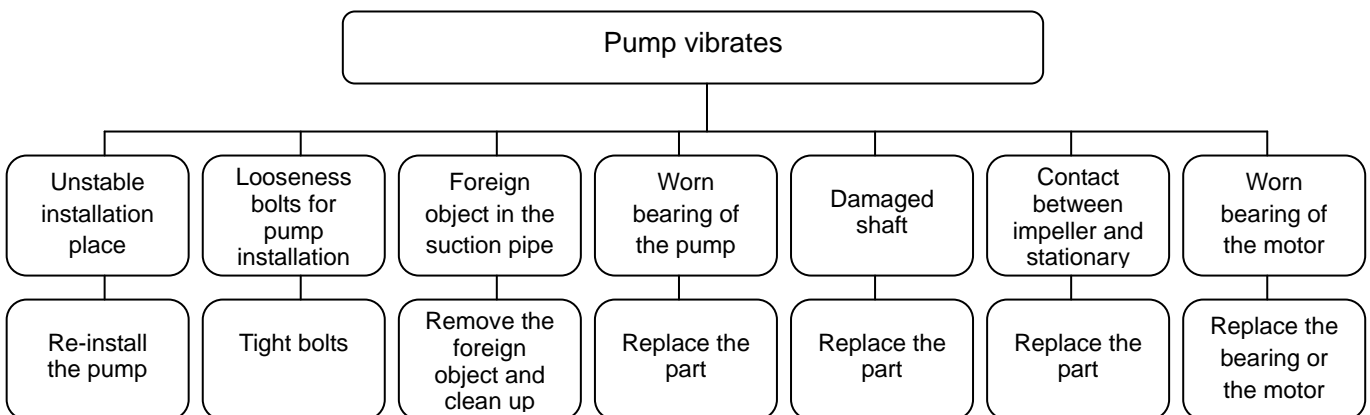 Pump vibrates
Unstable
installation
place
Looseness
bolts for
pump
installation
Foreign
object in the
suction pipe
Worn
bearing of
the pump
Damaged
shaft
Contact
between
impeller and
stationary
Worn
bearing of
the motor
Re-install
the pump
Tight bolts
Remove the
foreign
object and
clean up
Replace the
part
Replace the
part
Replace the
part
Replace the
bearing or
the motor